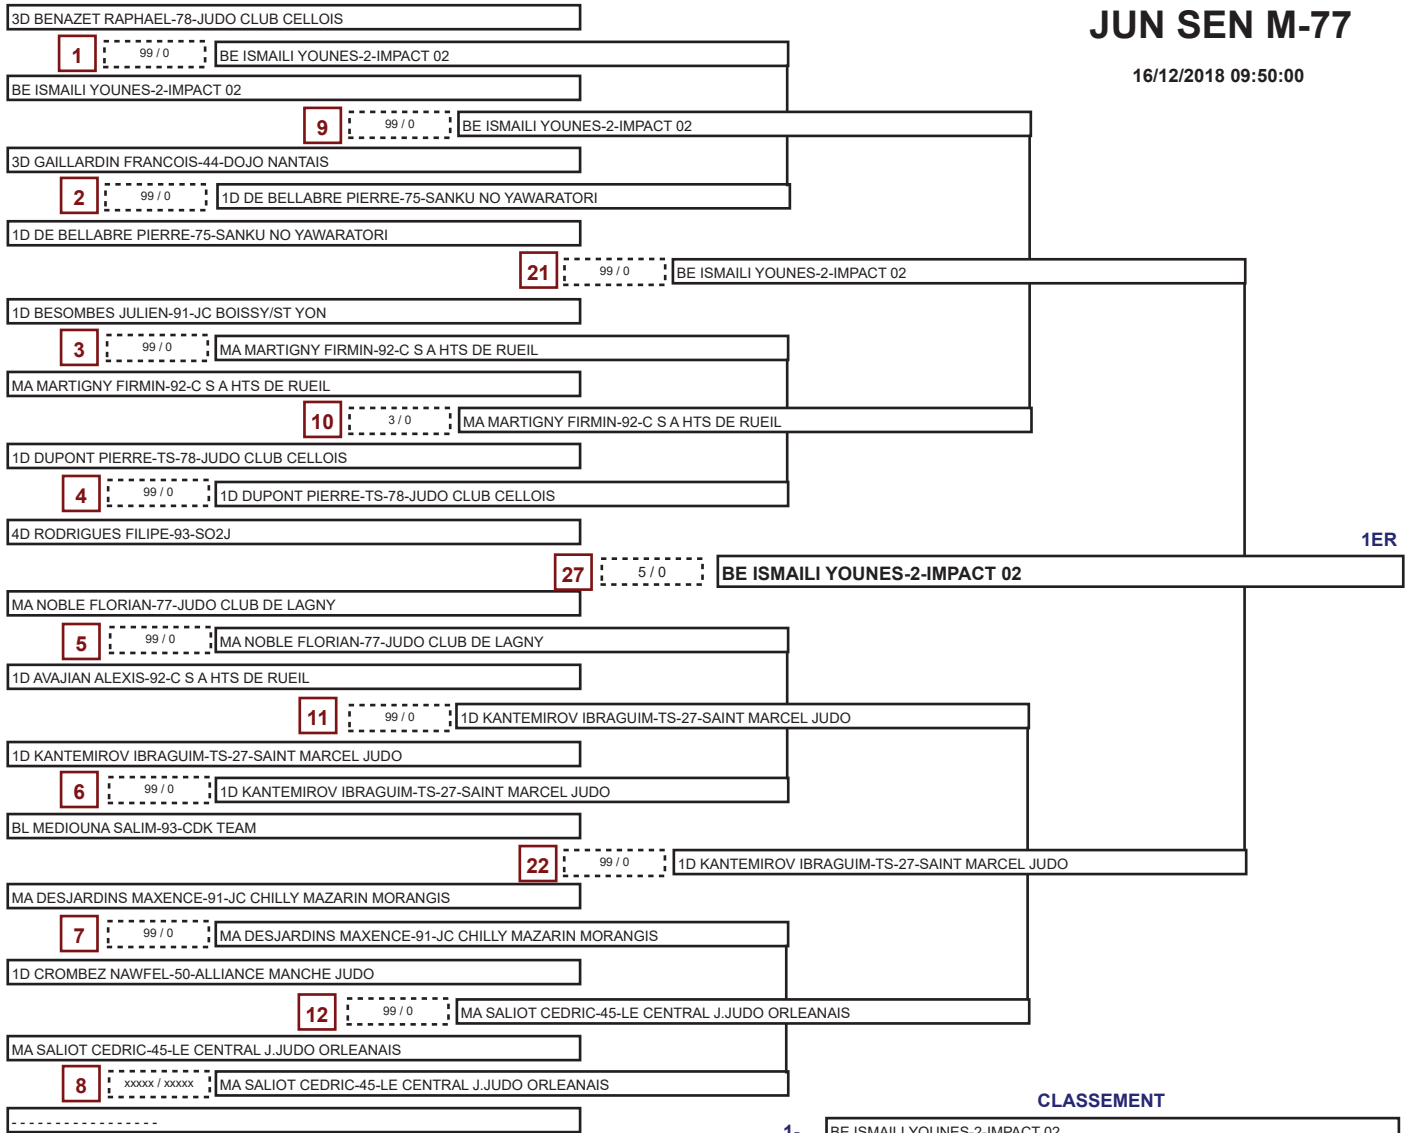 JUN SEN M-77
16/12/2018 09:50:00
3D BENAZET RAPHAEL-78-JUDO CLUB CELLOIS
1 99 / 0 BE ISMAILI YOUNES-2-IMPACT 02
BE ISMAILI YOUNES-2-IMPACT 02
9 99 / 0 BE ISMAILI YOUNES-2-IMPACT 02
3D GAILLARDIN FRANCOIS-44-DOJO NANTAIS
2 99 / 0 1D DE BELLABRE PIERRE-75-SANKU NO YAWARATORI
1D DE BELLABRE PIERRE-75-SANKU NO YAWARATORI
21 99 / 0 BE ISMAILI YOUNES-2-IMPACT 02
1D BESOMBES JULIEN-91-JC BOISSY/ST YON
3 99 / 0 MA MARTIGNY FIRMIN-92-C S A HTS DE RUEIL
MA MARTIGNY FIRMIN-92-C S A HTS DE RUEIL
10 3 / 0 MA MARTIGNY FIRMIN-92-C S A HTS DE RUEIL
1D DUPONT PIERRE-TS-78-JUDO CLUB CELLOIS
4 99 / 0 1D DUPONT PIERRE-TS-78-JUDO CLUB CELLOIS
4D RODRIGUES FILIPE-93-SO2J
1ER
27 5 / 0 BE ISMAILI YOUNES-2-IMPACT 02
MA NOBLE FLORIAN-77-JUDO CLUB DE LAGNY
5 99 / 0 MA NOBLE FLORIAN-77-JUDO CLUB DE LAGNY
1D AVAJIAN ALEXIS-92-C S A HTS DE RUEIL
11 99 / 0 1D KANTEMIROV IBRAGUIM-TS-27-SAINT MARCEL JUDO
1D KANTEMIROV IBRAGUIM-TS-27-SAINT MARCEL JUDO
6 99 / 0 1D KANTEMIROV IBRAGUIM-TS-27-SAINT MARCEL JUDO
BL MEDIOUNA SALIM-93-CDK TEAM
22 99 / 0 1D KANTEMIROV IBRAGUIM-TS-27-SAINT MARCEL JUDO
MA DESJARDINS MAXENCE-91-JC CHILLY MAZARIN MORANGIS
7 99 / 0 MA DESJARDINS MAXENCE-91-JC CHILLY MAZARIN MORANGIS
1D CROMBEZ NAWFEL-50-ALLIANCE MANCHE JUDO
12 99 / 0 MA SALIOT CEDRIC-45-LE CENTRAL J.JUDO ORLEANAIS
MA SALIOT CEDRIC-45-LE CENTRAL J.JUDO ORLEANAIS
8 xxxxx / xxxxx MA SALIOT CEDRIC-45-LE CENTRAL J.JUDO ORLEANAIS
- - - - - - - - - - - - - - - - -
CLASSEMENT
1- BE ISMAILI YOUNES-2-IMPACT 02